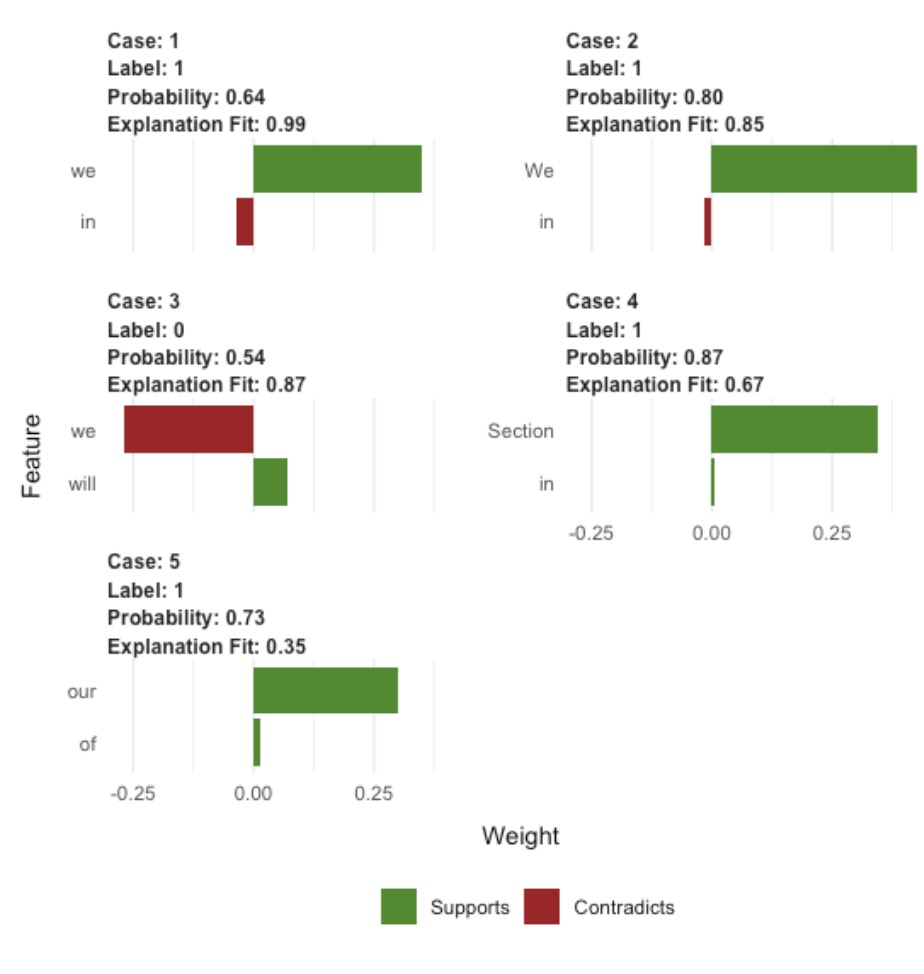 Case: 1
Label: 1
Probability: 0.64
Explanation Fit: 0.99
we
in
Case: 2
Label: 1
Probability: 0.80
Explanation Fit: 0.85
We
in
Case: 3
Label: 0
Probability: 0.54
Explanation Fit: 0.87
we
will
Case: 4
Label: 1
Probability: 0.87
Explanation Fit: 0.67
Section
in
-0.25 0.00 0.25
Case: 5
Label: 1
Probability: 0.73
Explanation Fit: 0.35
our
of
-0.25 0.00 0.25
Feature
Weight
Supports Contradicts